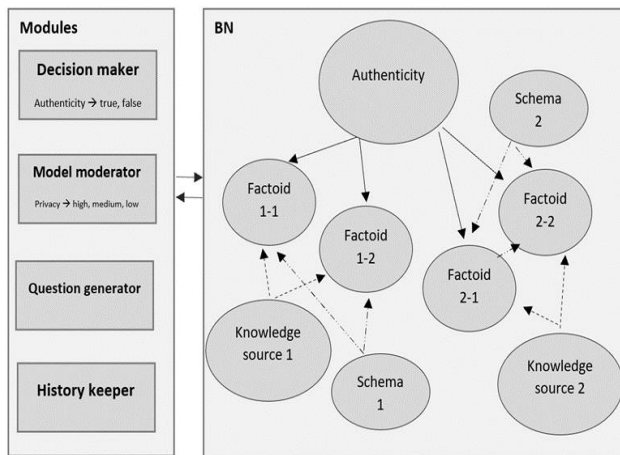 Modules
Decision maker
Authenticity → true, false
Model moderator
Privacy → high, medium, low
Question generator
History keeper
BN
Authenticity
Schema
2
Factoid
1-1
Factoid
1-2
Factoid
2-2
Factoid
2-1
Knowledge
source 1
Schema
1
Knowledge
source 2